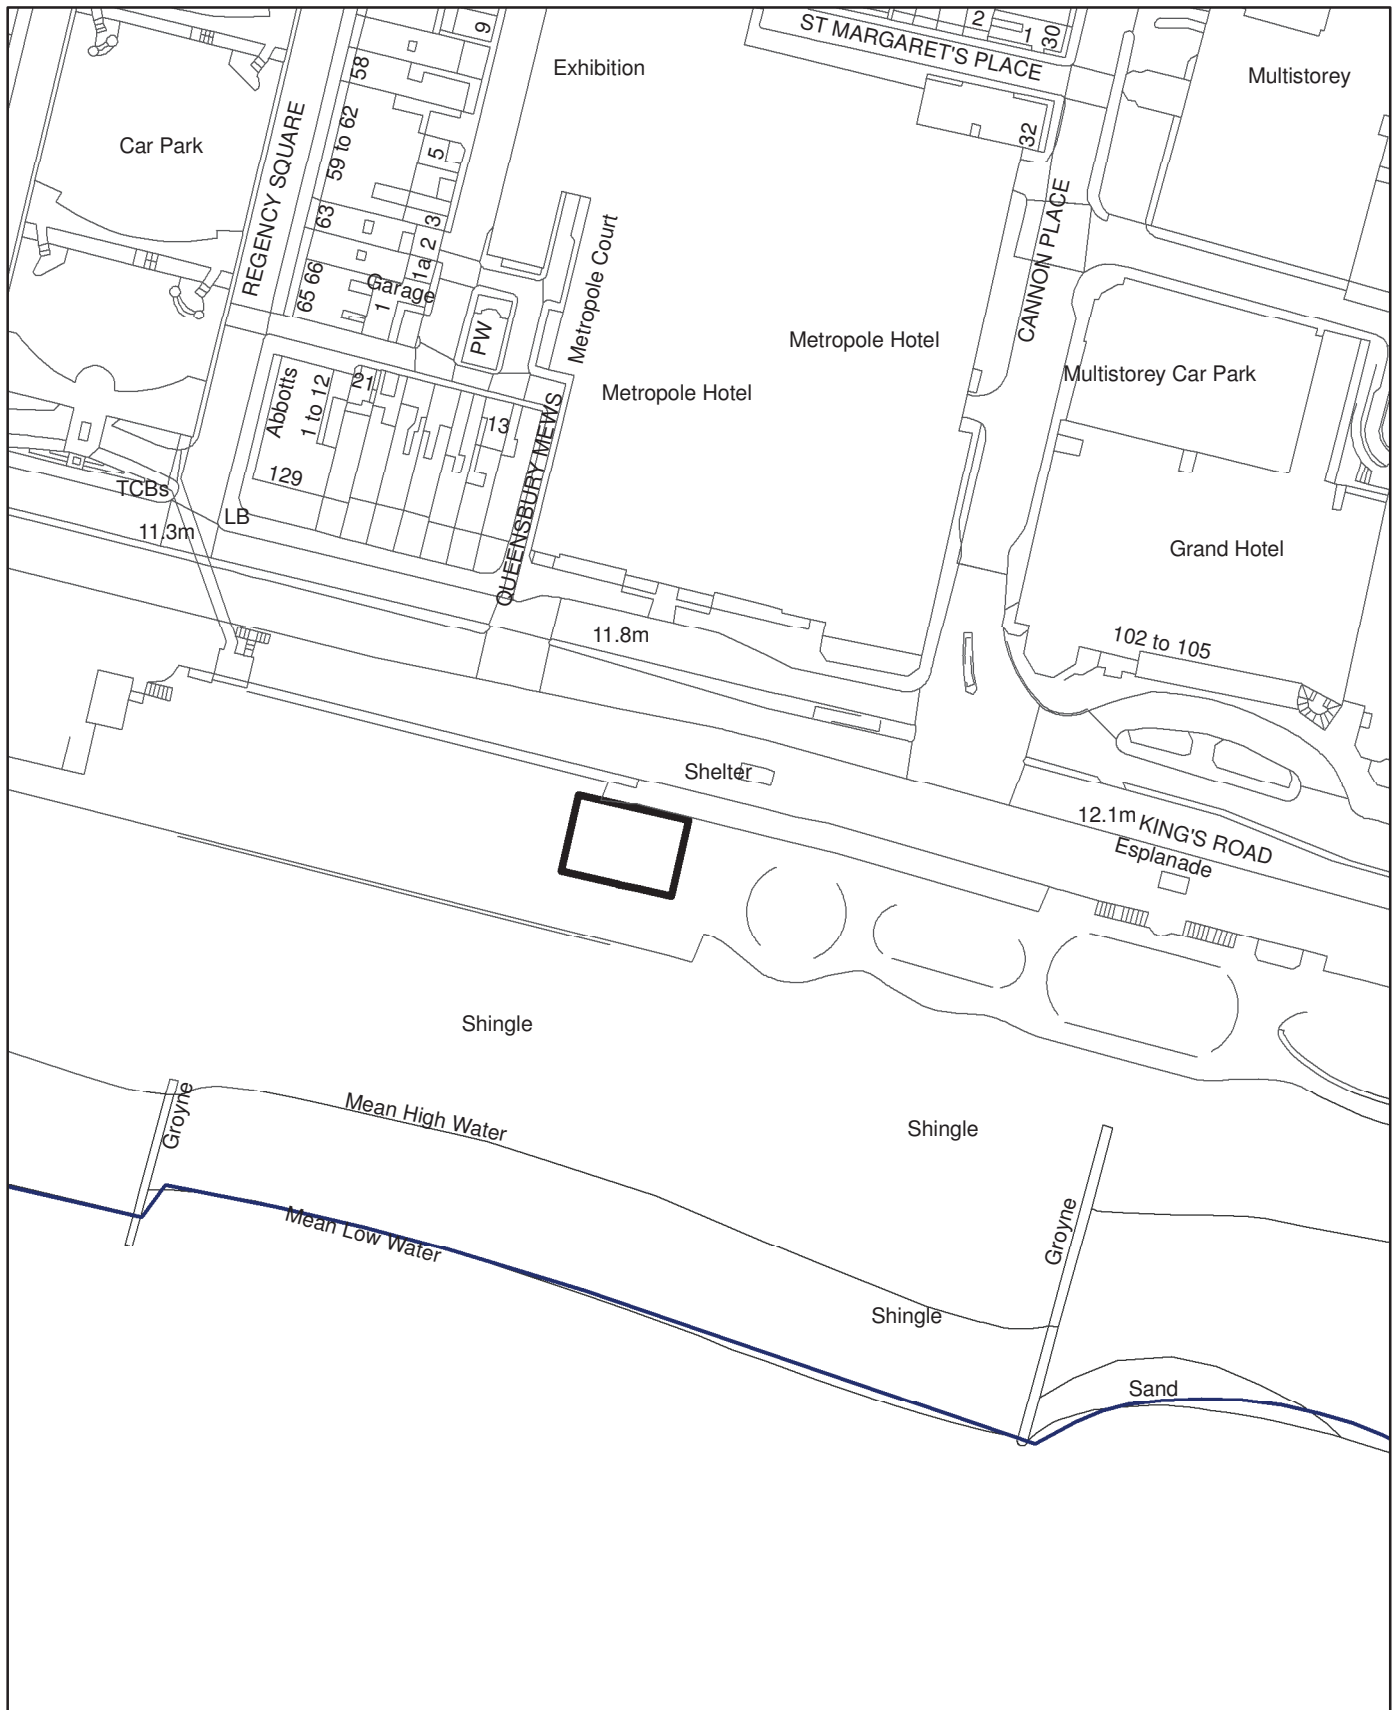 9
2
1
30
ST MARGARET'S PLACE
Exhibition
58
Multistorey
32
Car Park
59 to 62
5
REGENCY SQUARE
63
3
2
1a
Garage
65 66
1
PW
Metropole Court
CANNON PLACE
Metropole Hotel
Multistorey Car Park
Metropole Hotel
Abbotts
1 to 12
21
13
QUEENSBURY MEWS
129
TCBs
LB
11.3m
Grand Hotel
11.8m
102 to 105
Shelter
12.1m
KING'S ROAD
Esplanade
Shingle
Groyne
Mean High Water
Shingle
Mean Low Water
Groyne
Shingle
Sand